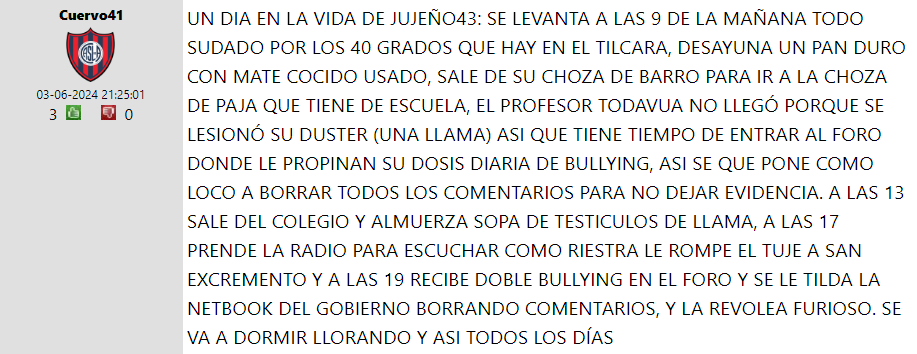 Cuervo41
CASLA
03-06-2024 21:25:01
3 0
UN DIA EN LA VIDA DE JUJEÑO43: SE LEVANTA A LAS 9 DE LA MAÑANA TODO
SUDADO POR LOS 40 GRADOS QUE HAY EN EL TILCARA, DESAYUNA UN PAN DURO
CON MATE COCIDO USADO, SALE DE SU CHOZA DE BARRO PARA IR A LA CHOZA
DE PAJA QUE TIENE DE ESCUELA, EL PROFESOR TODAVUA NO LLEGÓ PORQUE SE
LESIONÓ SU DUSTER (UNA LLAMA) ASI QUE TIENE TIEMPO DE ENTRAR AL FORO
DONDE LE PROPINAN SU DOSIS DIARIA DE BULLYING, ASI SE QUE PONE COMO
LOCO A BORRAR TODOS LOS COMENTARIOS PARA NO DEJAR EVIDENCIA. A LAS 13
SALE DEL COLEGIO Y ALMUERZA SOPA DE TESTICULOS DE LLAMA, A LAS 17
PRENDE LA RADIO PARA ESCUCHAR COMO RIESTRA LE ROMPE EL TUJE A SAN
EXCREMENTO Y A LAS 19 RECIBE DOBLE BULLYING EN EL FORO Y SE LE TILDA LA
NETBOOK DEL GOBIERNO BORRANDO COMENTARIOS, Y LA REVOLEA FURIOSO. SE
VA A DORMIR LLORANDO Y ASI TODOS LOS DÍAS